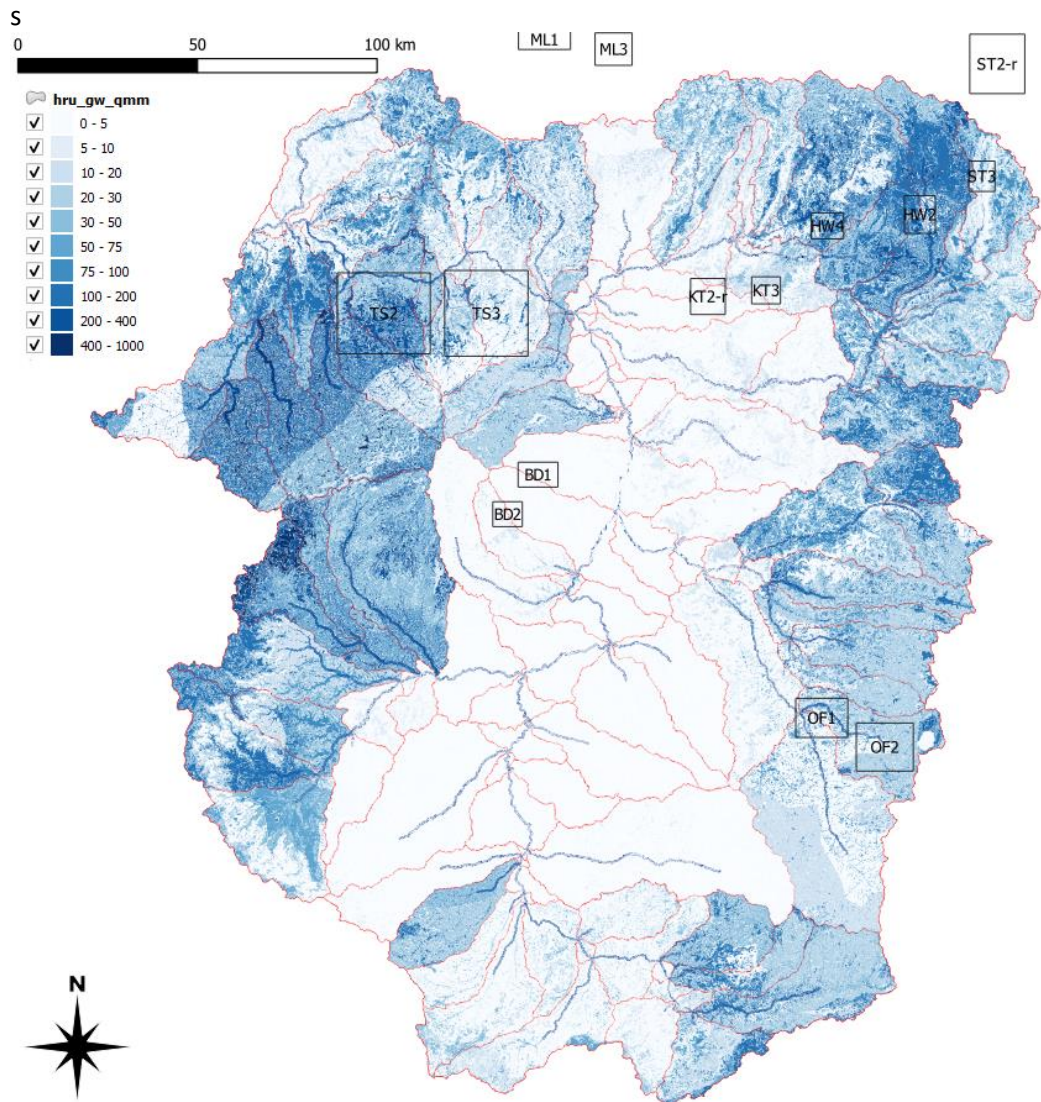 s
0 50 100 km
ML1
ML3
ST2-r
hru_gw_qmm
0 - 5
5 - 10
10 - 20
20 - 30
30 - 50
50 - 75
75 - 100
100 - 200
200 - 400
400 - 1000
ST3
HW2
HW4
KT3
KT2-r
TS2
TS3
BD1
BD2
OF1
OF2
N